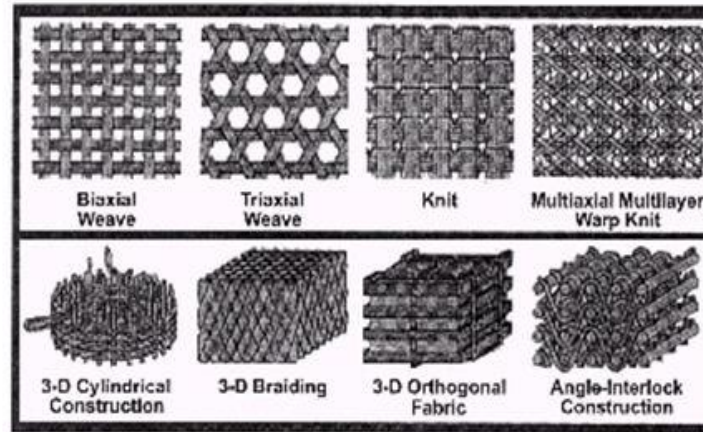 Biaxial
Weave
Triaxial
Weave
Knit
Multiaxial Multilayer
Warp Knit
3-D Cylindrical
Construction
3-D Braiding
3-D Orthogonal
Fabric
Angle-Interlock
Construction